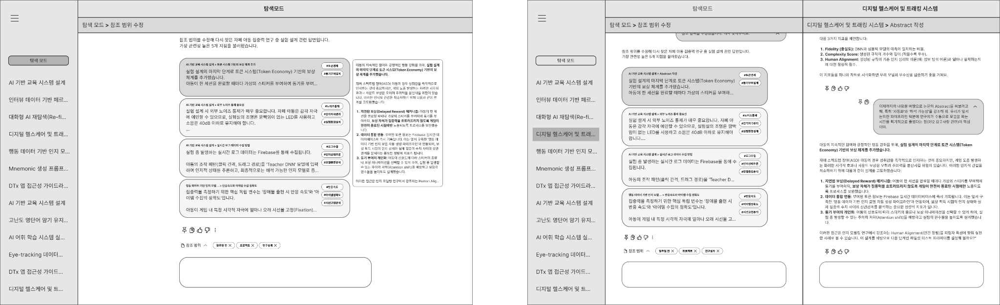 탐색모드
탐색 모드 > 참조 범위 수정
탐색 모드
AI 기반 교육 시스템 설계
인터뷰 데이터 기반 페르...
대화형 AI 재탐색(Re-fi...
디지털 헬스케어 및 트래...
행동 데이터 기반 인지 모...
Mnemonic 생성 프롬프...
DTx 앱 접근성 가이드라...
AI 기반 교육 시스템 설계
고난도 영단어 암기 유지...
AI 어휘 학습 시스템 실...
Eye-tracking 데이터...
DTx 앱 접근성 가이드...
디지털 헬스케어 및 트...
참조 범위를 수정해 다시 찾은 자폐 아동 집중력 연구 중 실험 설계 관련 답변입니다.
가장 관련성 높은 5개 지점을 불러왔습니다.
AI 기반 교육 시스템 설계 > 토큰 시스템 기반의 보상 체계 추가
실험 설계의 마지막 단계로 토큰 시스템(Token Economy) 기반의 보상
체계를 추가했습니다.
아동이 한 세션을 완료할 때마다 가상의 스티커를 부여하여 동기를 부여...
#토큰경제
#동기부여설계
AI 기반 교육 시스템 설계 > 외부 노이즈 통제 중요성
실험 설계 시 외부 노이즈 통제가 매우 중요합니다. 자폐 아동은 감각 자극
에 예민할 수 있으므로, 실험실의 조명은 깜빡임이 없는 LED를 사용하고
소음은 40dB 이하로 유지해야 합니다.
...
#노이즈통제
#감각자극관리
#실험환경설계
AI 기반 교육 시스템 설계 > 실시간 로그 데이터 수집 방법
실험 중 발생하는 실시간 로그 데이터는 Firebase를 통해 수집됩니다.
아동의 조작 패턴(클릭 간격, 드래그 경로)을 'Teacher DNN' 모델에 입력
하여 인지적 상태를 추론하고, 최종적으로는 해석 가능한 인지 모델로 증...
#로그수집
#인지상태추론
#모델증류분석
행동 데이터 기반 인지 모델 ... > 반응속도와 아이템 수집 정확도
집중력을 측정하기 위한 핵심 독립 변수는 '장애물 출현 시 반응 속도'와 '아
이템 수집의 정확도'입니다.
아동이 게임 내 특정 시각적 자극에 얼마나 오래 시선을 고정(Fixation)...
#반응속도
#아이템정확도
#시선고정분석
아동의 지속적인 참여와 긍정적인 행동 강화를 위해, 실험 설계
의 마지막 단계로 토큰 시스템(Token Economy) 기반의 보
상 체계를 추가했습니다.
자폐 스펙트럼 장애(ASD) 아동의 경우 성취감을 즉각적으로
인지하는 것이 중요하지만, 게임 도중 발생하는 화려한 시각적
효과나 사운드 보상은 오히려 주의력을 분산시킬 위험이 있습
니다. 이러한 인지적 간섭을 최소화하기 위해 다음과 같이 설
계를 고도화했습니다:
1. 지연된 보상(Delayed Reward) 메커니즘: 아동이 한 세
션을 완료할 때마다 가상의 스티커를 부여하여 동기를 부
여하되, 보상 자체가 집중력을 흐트러뜨리지 않도록 게임이
완전히 종료된 시점에만 노출되도록 프로세스를 보완했습
니다.
2. 데이터 통합 연동: 부여된 토큰 정보는 Firebase 실시간 데
이터베이스에 즉시 기록됩니다. 이는 앞서 구축한 '행동 데
이터 기반 인지 모델 자동 생성 파이프라인'과 연동되어, 보
상 획득 시점의 인지 상태와 실제 집중력 수치 사이의 상관
관계를 분석하는 중요한 정량적 지표가 됩니다.
3. 동기 부여의 개인화: 아동의 선호도에 따라 스티커의 종류
나 보상 애니메이션을 선택할 수 있게 하여, 실험 중 발생할
수 있는 주의력 저하(Attention shift)를 예방하고 실험의
완수율을 높이도록 설계했습니다.
이러한 접근은 인지 모델링 연구에서 강조하는 Human Alig...
참조 범위
일주일 전 ×
프로젝트 ×
연구설계 ×
탐색모드
탐색 모드 > 참조 범위 수정
탐색 모드
AI 기반 교육 시스템 설계
인터뷰 데이터 기반 페르...
대화형 AI 재탐색(Re-fi...
디지털 헬스케어 및 트래...
행동 데이터 기반 인지 모...
Mnemonic 생성 프롬프...
DTx 앱 접근성 가이드라...
AI 기반 교육 시스템 설계
고난도 영단어 암기 유지...
AI 어휘 학습 시스템 실...
Eye-tracking 데이터...
DTx 앱 접근성 가이드...
디지털 헬스케어 및 트...
참조 범위를 수정해 다시 찾은 자폐 아동 집중력 연구 중 실험 설계 관련 답변입니다.
가장 관련성 높은 5개 지점을 불러왔습니다.
AI 기반 교육 시스템 설계 > Abstract 작성
실험 설계의 마지막 단계로 토큰 시스템(Token Economy)
기반의 보상 체계를 추가했습니다.
아동이 한 세션을 완료할 때마다 가상의 스티커를 부여하...
#토큰경제
#동기부여설계
AI 기반 교육 시스템 설계 > 외부 노이즈 통제 중요성
실험 설계 시 외부 노이즈 통제가 매우 중요합니다. 자폐 아
동은 감각 자극에 예민할 수 있으므로, 실험실의 조명은 깜빡
임이 없는 LED를 사용하고 소음은 40dB 이하로 유지해야
합니다....
#노이즈통제
#감각자극관리
#실험환경설계
AI 기반 교육 시스템 설계 > 실시간 로그 데이터 수집 방법
실험 중 발생하는 실시간 로그 데이터는 Firebase를 통해 수
집됩니다.
아동의 조작 패턴(클릭 간격, 드래그 경로)을 'Teacher D...
#로그수집
#인지상태추론
#모델증류분석
행동 데이터 기반 인지 모델 ... > 반응속도와 아이템 수집 정확도
집중력을 측정하기 위한 핵심 독립 변수는 '장애물 출현 시
반응 속도'와 '아이템 수집의 정확도'입니다.
아동이 게임 내 특정 시각적 자극에 얼마나 오래 시선을 고...
#반응속도
#아이템정확도
#시선고정분석
참조 범위
일주일 전 ×
프로젝트 ×
연구설계 ×
디지털 헬스케어 및 트래킹 시스템
디지털 헬스케어 및 트래킹 시스템 > Abstract 작성
다음 3가지 지표를 제안합니다:
1. Fidelity (충실도): DNN과 심볼릭 모델의 예측이 일치하는 비율.
2. Complexity Score: 생성된 규칙의 개수와 깊이 (적을수록 우수).
3. Human Alignment: 생성된 규칙이 기존 인지 심리학 이론(예: 정보 탐색 이론)과 얼마나 일치하는지
에 대한 정성적 점수.
이 지표들을 하나의 차트로 시각화하면 우리 모델의 우수성을 입증하기 좋을 거예요.
이제까지의 내용을 바탕으로 논문의 Abstract를 써보려고
해. 특히 '자동화'와 '해석 가능성'을 강조해 줘. 우리가 앞서
논의한 파이프라인 덕분에 연구자가 수동으로 모델을 짜는
시간을 획기적으로 줄였다는 점(R12 요구사항 관련)이 핵심
이야.
아동의 지속적인 참여와 긍정적인 행동 강화를 위해, 실험 설계의 마지막 단계로 토큰 시스템(Token
Economy) 기반의 보상 체계를 추가했습니다.
자폐 스펙트럼 장애(ASD) 아동의 경우 성취감을 즉각적으로 인지하는 것이 중요하지만, 게임 도중 발생하
는 화려한 시각적 효과나 사운드 보상은 오히려 주의력을 분산시킬 위험이 있습니다. 이러한 인지적 간섭을
최소화하기 위해 다음과 같이 설계를 고도화했습니다:
1. 지연된 보상(Delayed Reward) 메커니즘: 아동이 한 세션을 완료할 때마다 가상의 스티커를 부여하여
동기를 부여하되, 보상 자체가 집중력을 흐트러뜨리지 않도록 게임이 완전히 종료된 시점에만 노출되도
록 프로세스를 보완했습니다.
2. 데이터 통합 연동: 부여된 토큰 정보는 Firebase 실시간 데이터베이스에 즉시 기록됩니다. 이는 앞서 구
축한 '행동 데이터 기반 인지 모델 자동 생성 파이프라인'과 연동되어, 보상 획득 시점의 인지 상태와 실
제 집중력 수치 사이의 상관관계를 분석하는 중요한 정량적 지표가 됩니다.
3. 동기 부여의 개인화: 아동의 선호도에 따라 스티커의 종류나 보상 애니메이션을 선택할 수 있게 하여, 실
험 중 발생할 수 있는 주의력 저하(Attention shift)를 예방하고 실험의 완수율을 높이도록 설계했습니
다.
이러한 접근은 인지 모델링 연구에서 강조하는 Human Alignment(인간 정렬)를 피험자 특성에 맞춰 실현
한 사례로 볼 수 있습니다. 이 설계를 바탕으로 다음 단계인 파일럿 테스트 파라미터를 설정해 볼까요?"